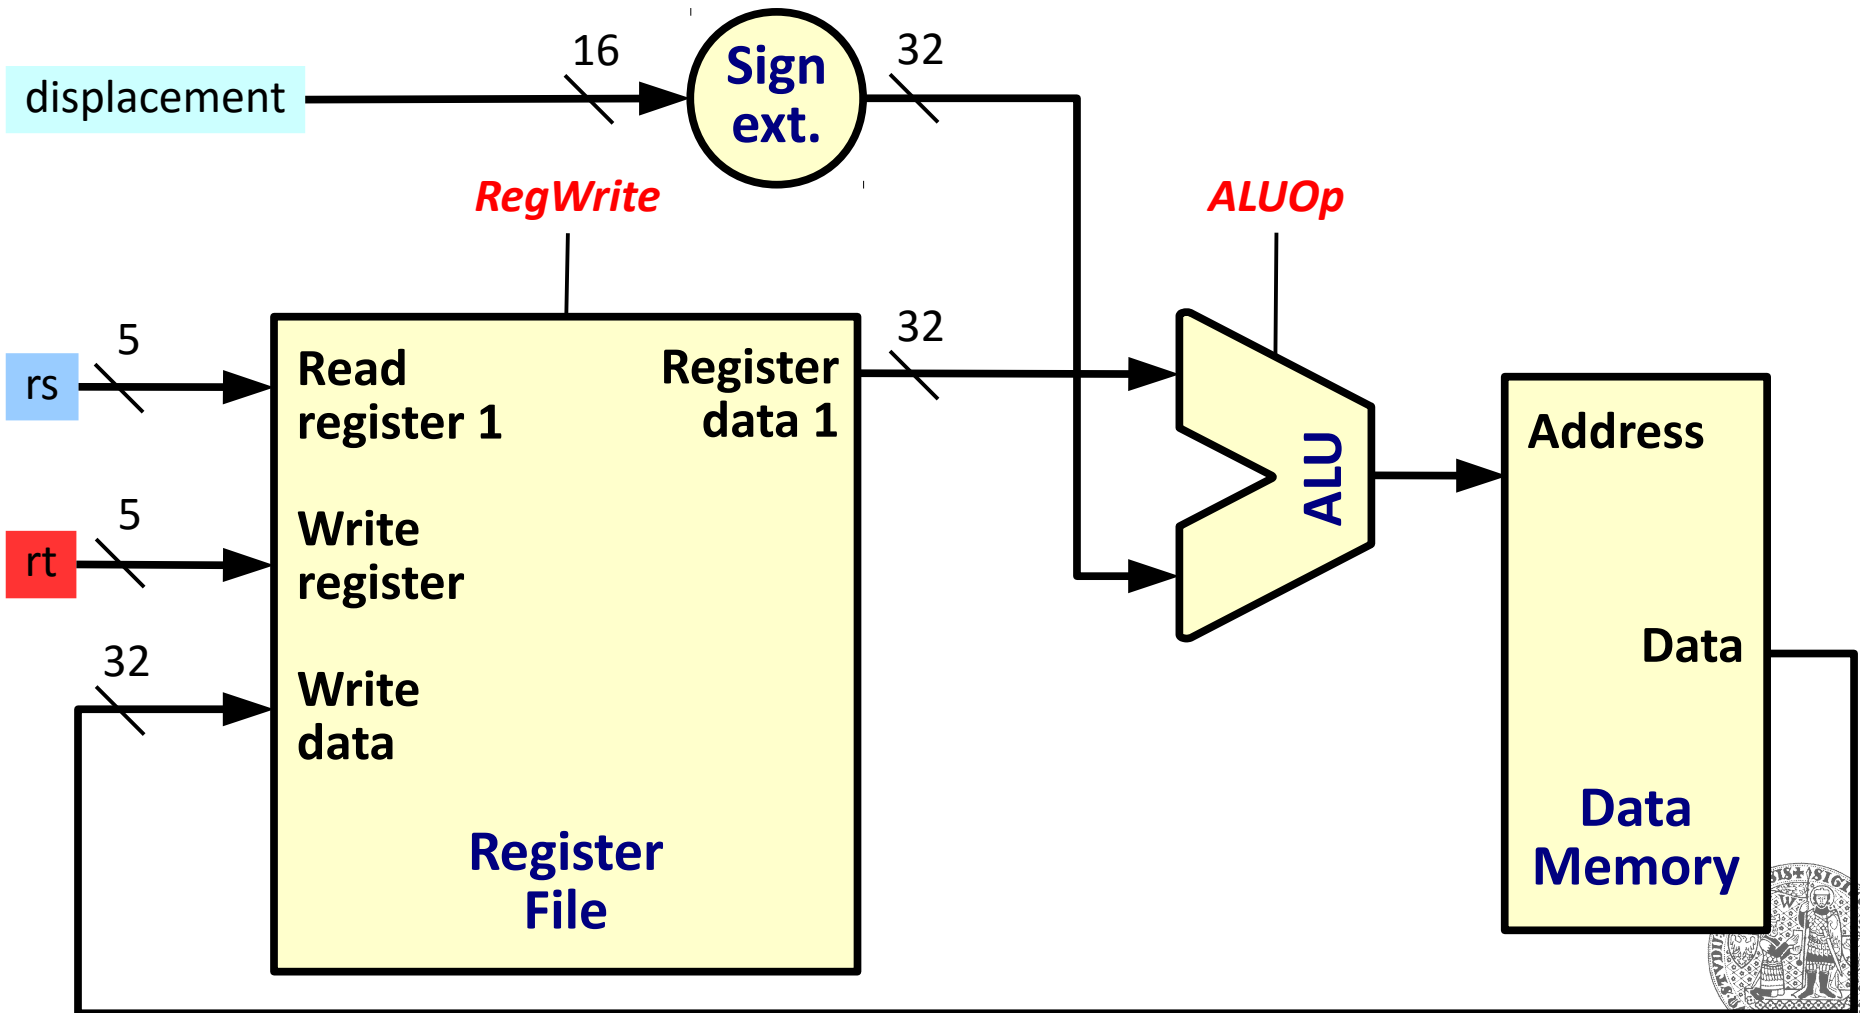 16
32
Sign
ext.
displacement
RegWrite
ALUOp
5
32
rs
Read
register 1
Register
data 1
ALU
Address
5
rt
Write
register
32
Data
Write
data
Register
File
Data
Memory